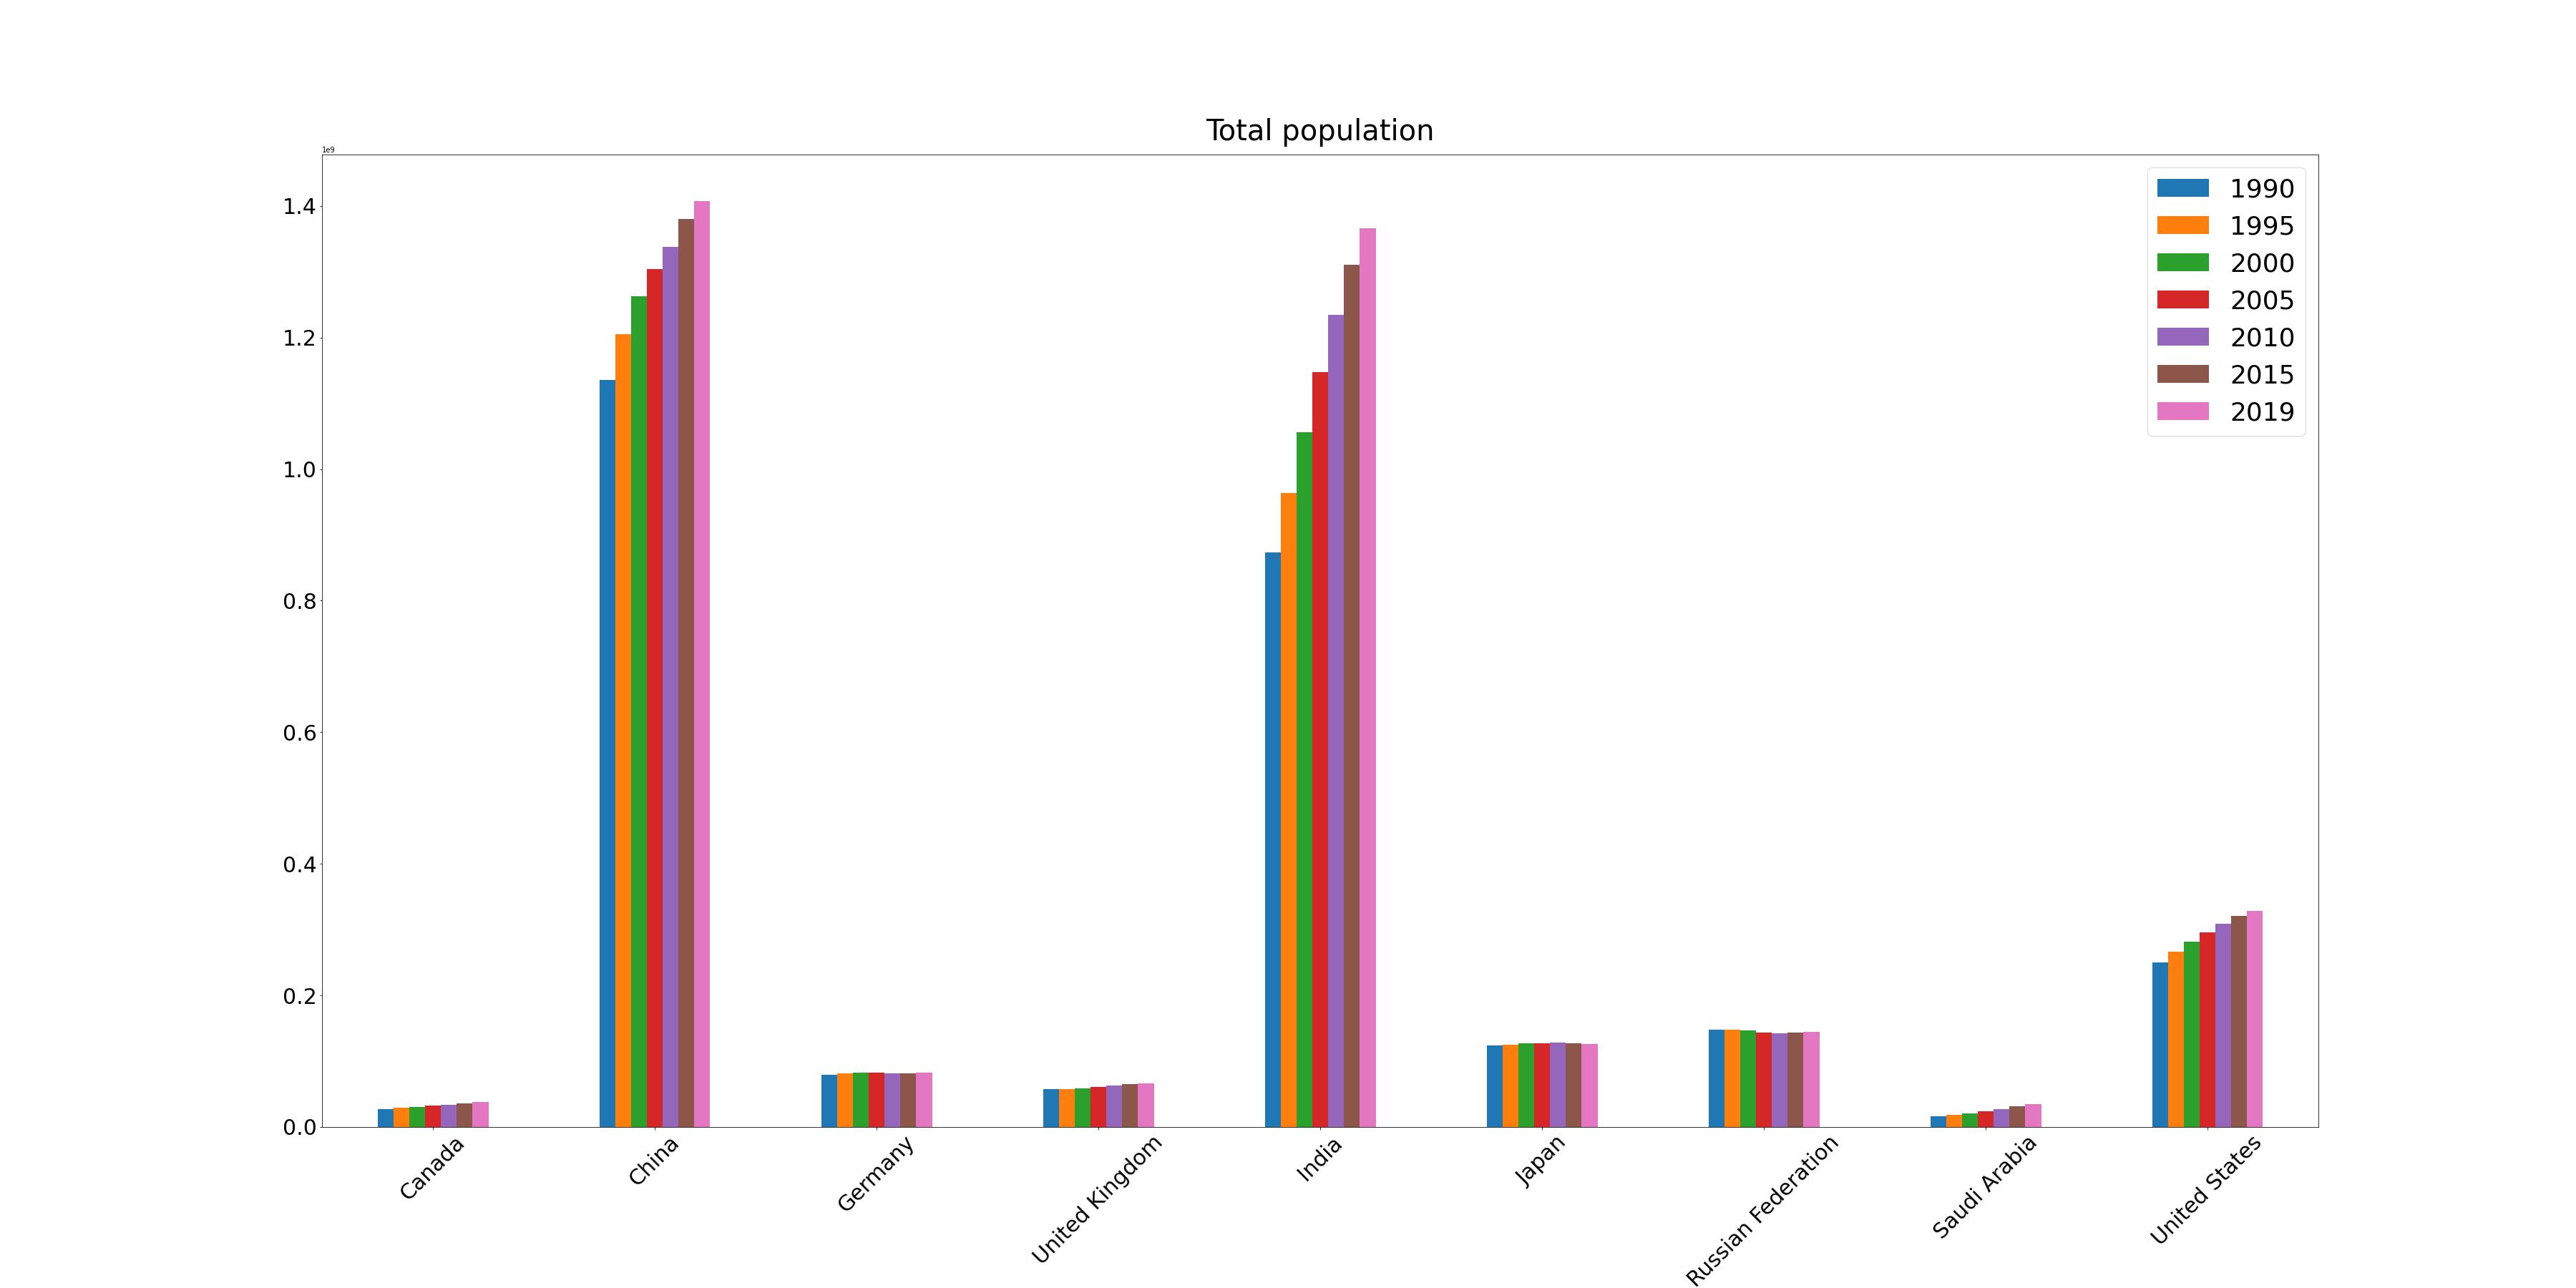 Total population
1e9
1.4
1.2
1.0
0.8
0.6
0.4
0.2
0.0
1990
1995
2000
2005
2010
2015
2019
Canada
China
Germany
United Kingdom
India
Japan
Russian Federation
Saudi Arabia
United States